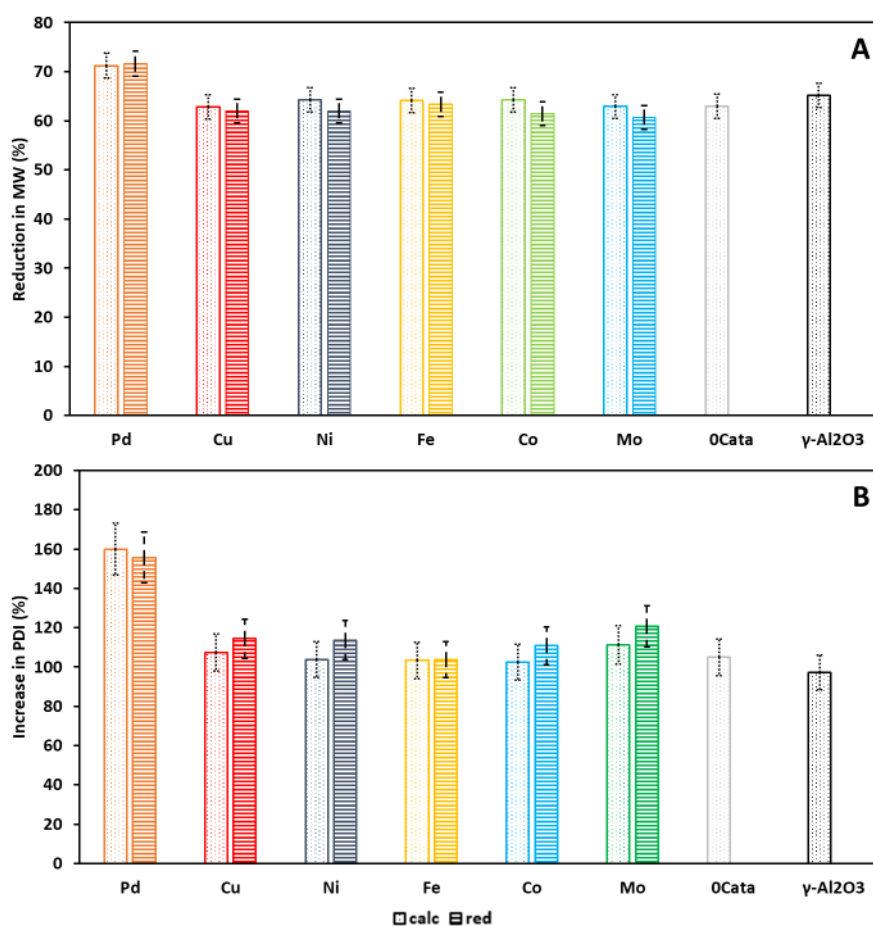 A
Reduction in MW (%)
80
70
60
50
40
30
20
10
0
Pd Cu Ni Fe Co Mo 0Cata γ-Al2O3
B
Increase in PDI (%)
200
180
160
140
120
100
80
60
40
20
0
Pd Cu Ni Fe Co Mo 0Cata γ-Al2O3
calc red